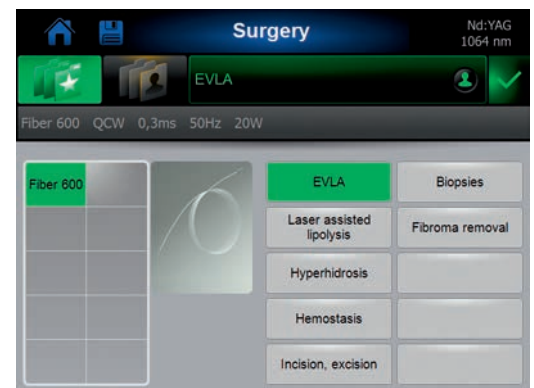 Surgery
Nd:YAG
1064 nm
EVLA
Fiber 600 QCW 0,3ms 50Hz 20W
Fiber 600
EVLA
Biopsies
Laser assisted
lipolysis
Fibroma removal
Hyperhidrosis
Hemostasis
Incision, excision